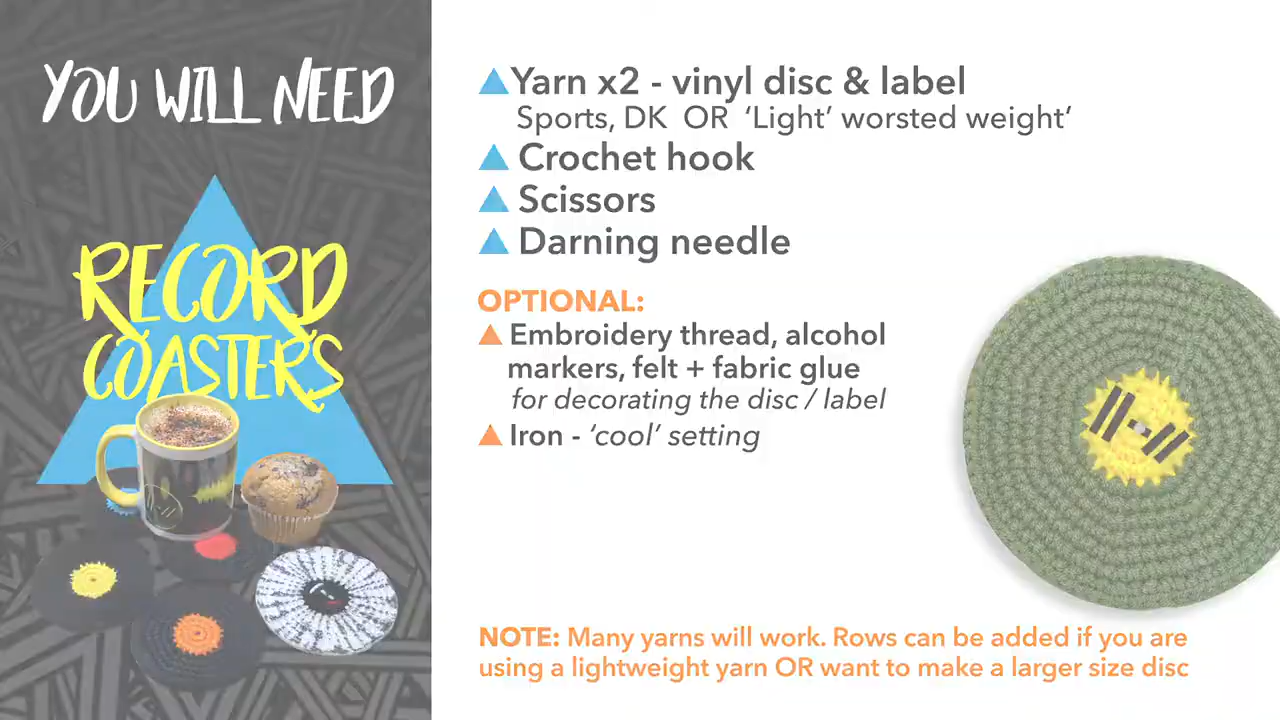 YOU WILL NEED
RECORD
COASTERS
Yarn x2 - vinyl disc & label
Sports, DK OR ‘Light’ worsted weight’
Crochet hook
Scissors
Darning needle
OPTIONAL:
Embroidery thread, alcohol
markers, felt + fabric glue
for decorating the disc / label
Iron - ‘cool’ setting
NOTE: Many yarns will work. Rows can be added if you are
using a lightweight yarn OR want to make a larger size disc